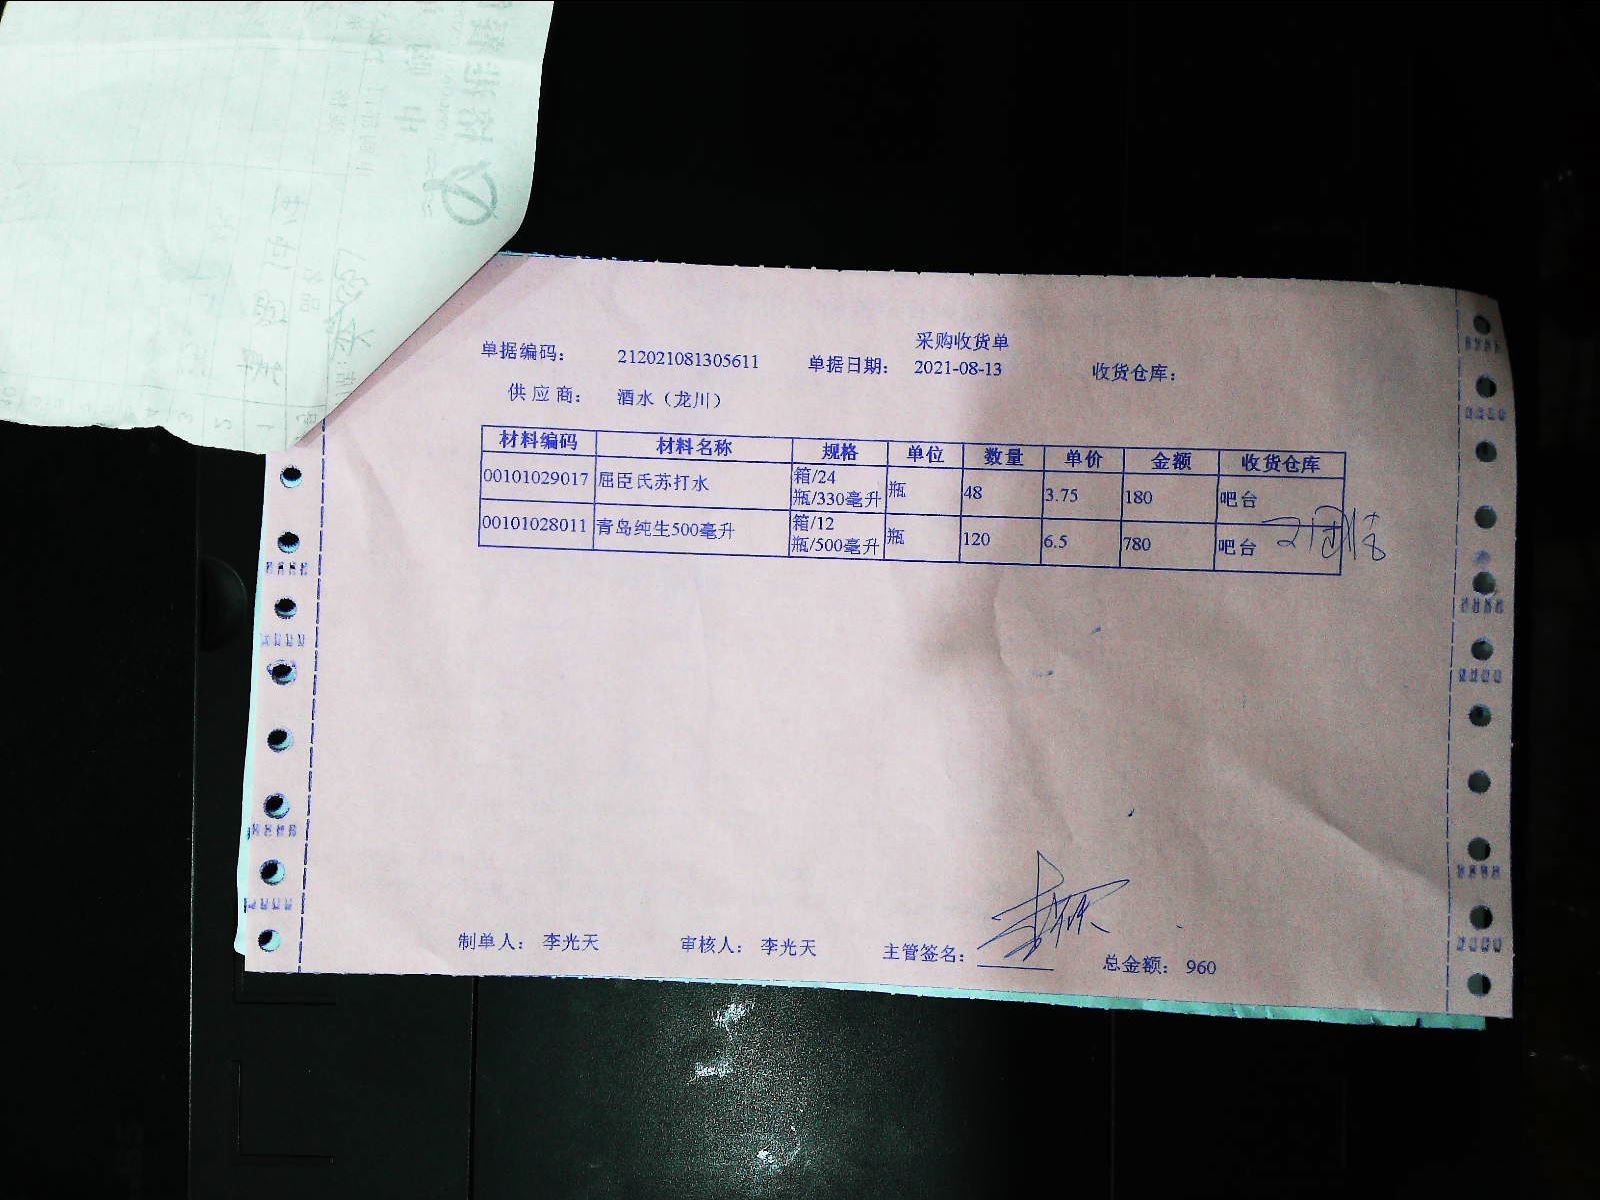 采购收货单
单据编码： 212021081305611 单据日期： 2021-08-13 收货仓库：
供应商： 酒水（龙川）
材料编码 材料名称 规格 单位 数量 单价 金额 收货仓库
00101029017 屈臣氏苏打水 箱/24瓶/330毫升 瓶 48 3.75 180 吧台
00101028011 青岛纯生500毫升 箱/12瓶/500毫升 瓶 120 6.5 780 吧台
制单人： 李光天 审核人： 李光天 主管签名： 总金额： 960